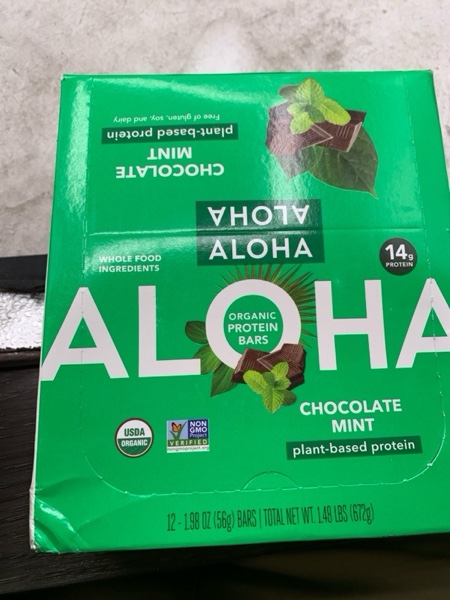 Free of gluten, soy, and dairy
plant-based protein
CHOCOLATE
MINT
ALOHA
ALOHA
WHOLE FOOD
INGREDIENTS
14g
PROTEIN
ALOHA
ORGANIC
PROTEIN
BARS
CHOCOLATE
MINT
plant-based protein
USDA
ORGANIC
NON
GMO
Project
VERIFIED
nongmoproject.org
12 - 1.98 OZ (56g) BARS | TOTAL NET WT. 1.48 LBS (672g)